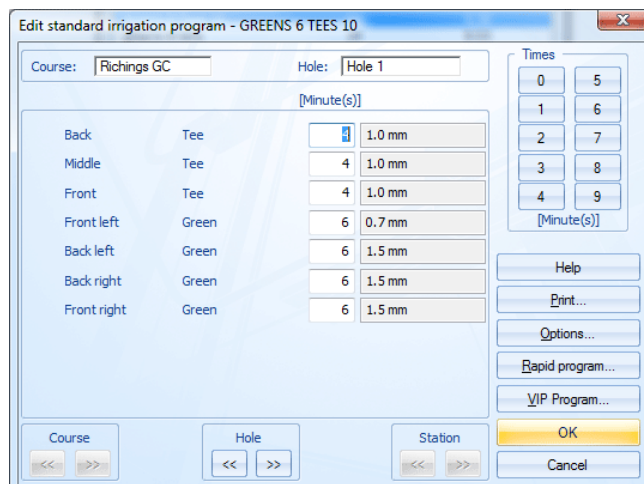 Edit standard irrigation program - GREENS 6 TEES 10
Course: Richings GC Hole: Hole 1
[Minute(s)]
Back Tee 4 1.0 mm
Middle Tee 4 1.0 mm
Front Tee 4 1.0 mm
Front left Green 6 0.7 mm
Back left Green 6 1.5 mm
Back right Green 6 1.5 mm
Front right Green 6 1.5 mm
Course Hole Station
<< >> << >> << >>
Times
0 5
1 6
2 7
3 8
4 9
[Minute(s)]
Help
Print...
Options...
Rapid program...
VIP Program...
OK
Cancel